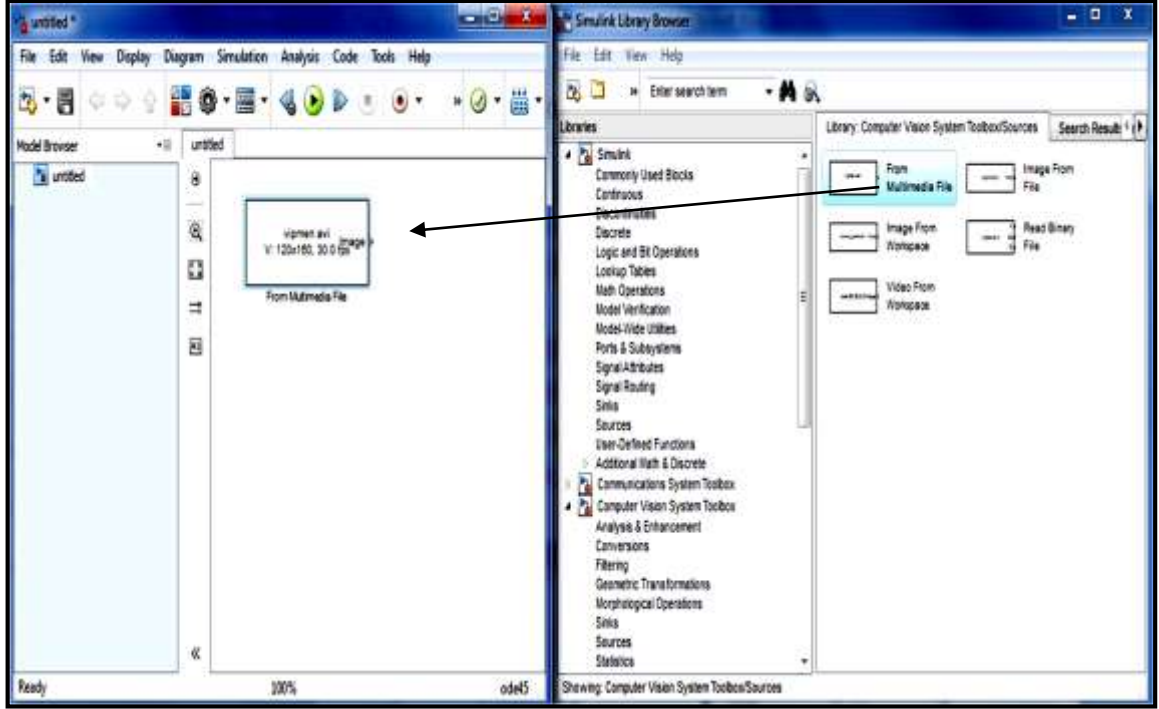 untitled *
File Edit View Display Diagram Simulation Analysis Code Tools Help
Model Browser
untitled
untitled
vipmen.avi
V: 120x160, 30.0 fps
Image
From Multimedia File
Ready
100%
ode45
Simulink Library Browser
File Edit View Help
Enter search term
Libraries
Library: Computer Vision System Toolbox/Sources
Search Results
Simulink
Commonly Used Blocks
Continuous
Discontinuities
Discrete
Logic and Bit Operations
Lookup Tables
Math Operations
Model Verification
Model-Wide Utilities
Ports & Subsystems
Signal Attributes
Signal Routing
Sinks
Sources
User-Defined Functions
Additional Math & Discrete
Communications System Toolbox
Computer Vision System Toolbox
Analysis & Enhancement
Conversions
Filtering
Geometric Transformations
Morphological Operations
Sinks
Sources
Statistics
From
Multimedia File
Image From
File
Image From
Workspace
Read Binary
File
Video From
Workspace
Showing: Computer Vision System Toolbox/Sources